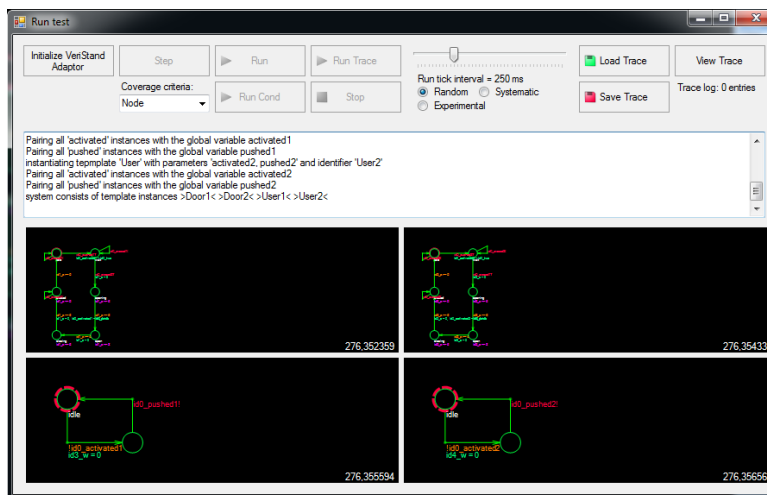 Run test
Initialize VeriStand
Adaptor
Step
Run
Run Trace
Load Trace
View Trace
Coverage criteria:
Node
Run Cond
Stop
Run tick interval = 250 ms
Random
Systematic
Experimental
Save Trace
Trace log: 0 entries
Pairing all 'activated' instances with the global variable activated1
Pairing all 'pushed' instances with the global variable pushed1
instantiating tepmplate 'User' with parameters 'activated2, pushed2' and identifier 'User2'
Pairing all 'activated' instances with the global variable activated2
Pairing all 'pushed' instances with the global variable pushed2
system consists of template instances >Door1< >Door2< >User1< >User2<
276,352359
276,35433
id0_pushed1!
idle
!id0_activated1
id3_w = 0
276,355594
id0_pushed2!
idle
!id0_activated2
id4_w = 0
276,35656